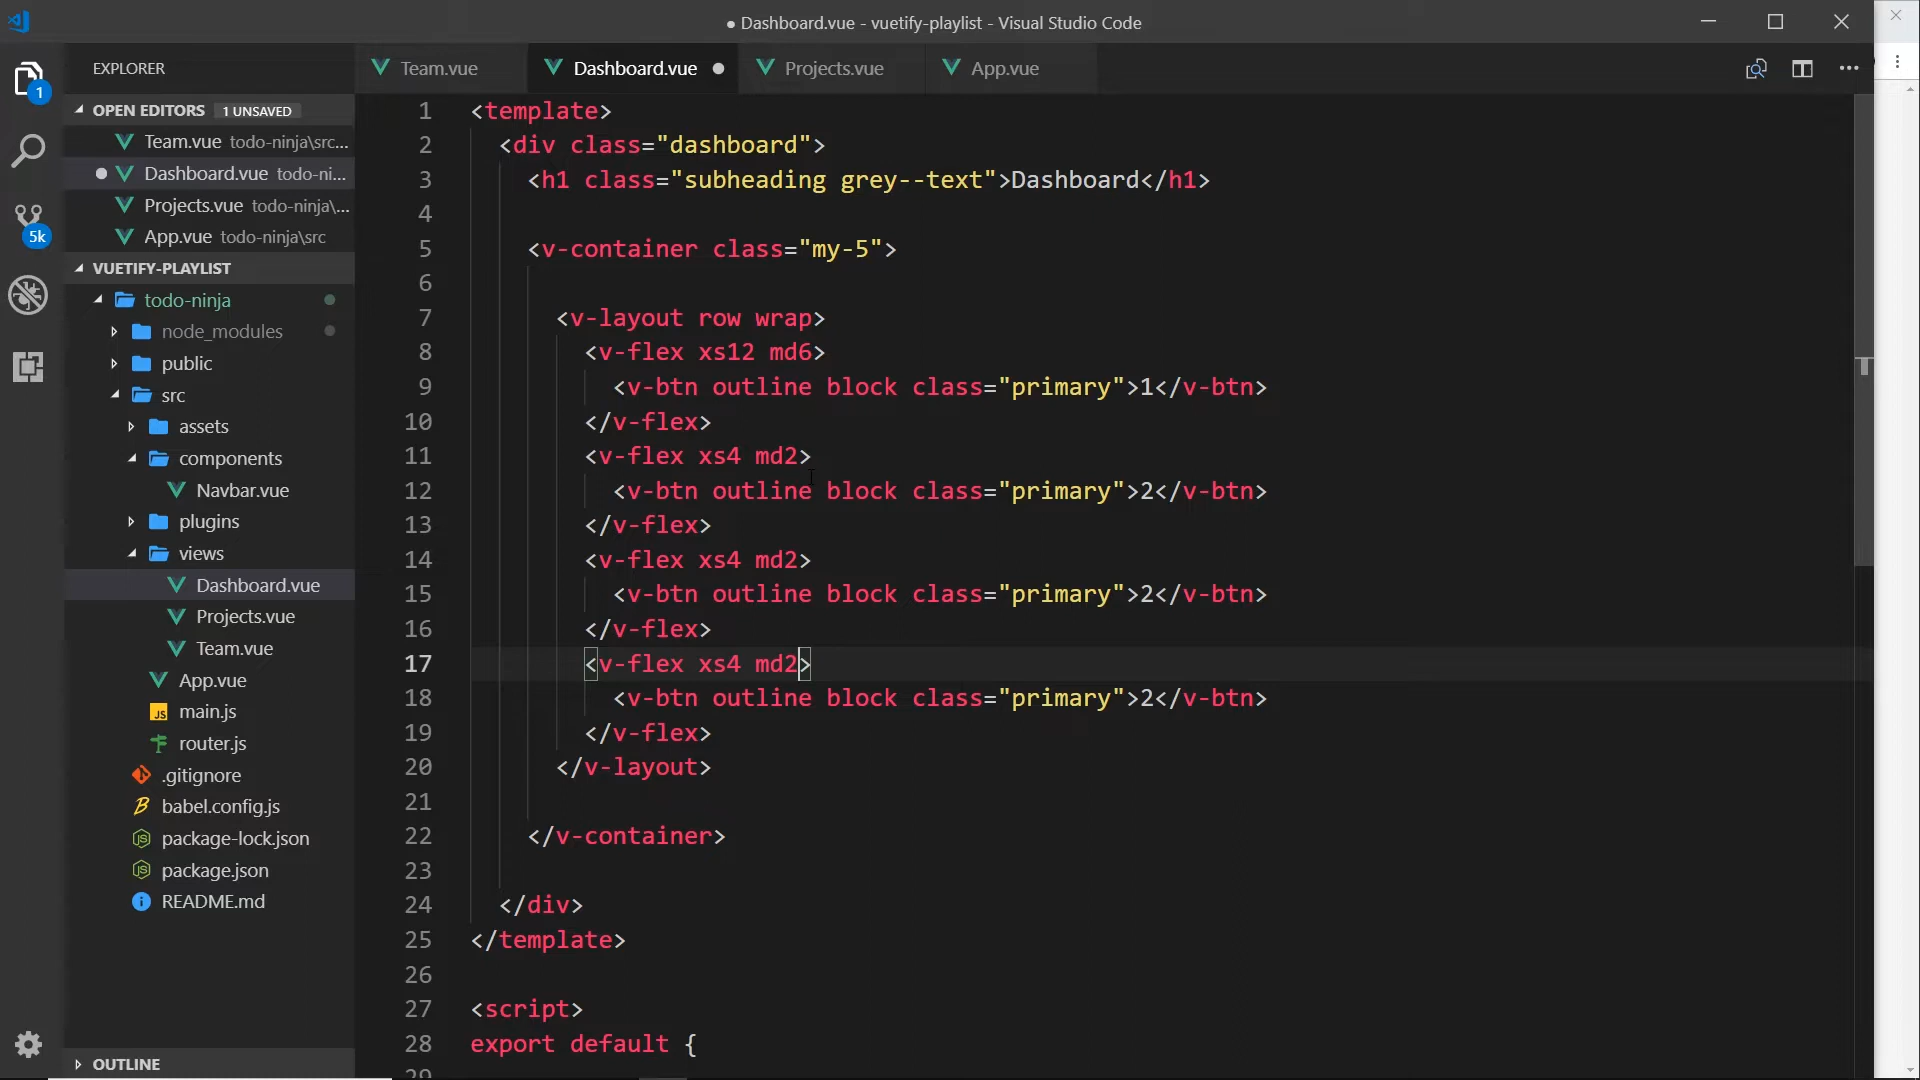 Dashboard.vue - vuetify-playlist - Visual Studio Code
EXPLORER
Team.vue
Dashboard.vue
Projects.vue
App.vue
1
5k
OPEN EDITORS 1 UNSAVED
Team.vue todo-ninja\src...
Dashboard.vue todo-ni...
Projects.vue todo-ninja\...
App.vue todo-ninja\src
VUETIFY-PLAYLIST
todo-ninja
node_modules
public
src
assets
components
Navbar.vue
plugins
views
Dashboard.vue
Projects.vue
Team.vue
App.vue
JS main.js
router.js
.gitignore
babel.config.js
package-lock.json
package.json
README.md
OUTLINE
1 <template>
2 <div class="dashboard">
3 <h1 class="subheading grey--text">Dashboard</h1>
4
5 <v-container class="my-5">
6
7 <v-layout row wrap>
8 <v-flex xs12 md6>
9 <v-btn outline block class="primary">1</v-btn>
10 </v-flex>
11 <v-flex xs4 md2>
12 <v-btn outline block class="primary">2</v-btn>
13 </v-flex>
14 <v-flex xs4 md2>
15 <v-btn outline block class="primary">2</v-btn>
16 </v-flex>
17 <v-flex xs4 md2>
18 <v-btn outline block class="primary">2</v-btn>
19 </v-flex>
20 </v-layout>
21
22 </v-container>
23
24 </div>
25 </template>
26
27 <script>
28 export default {
29